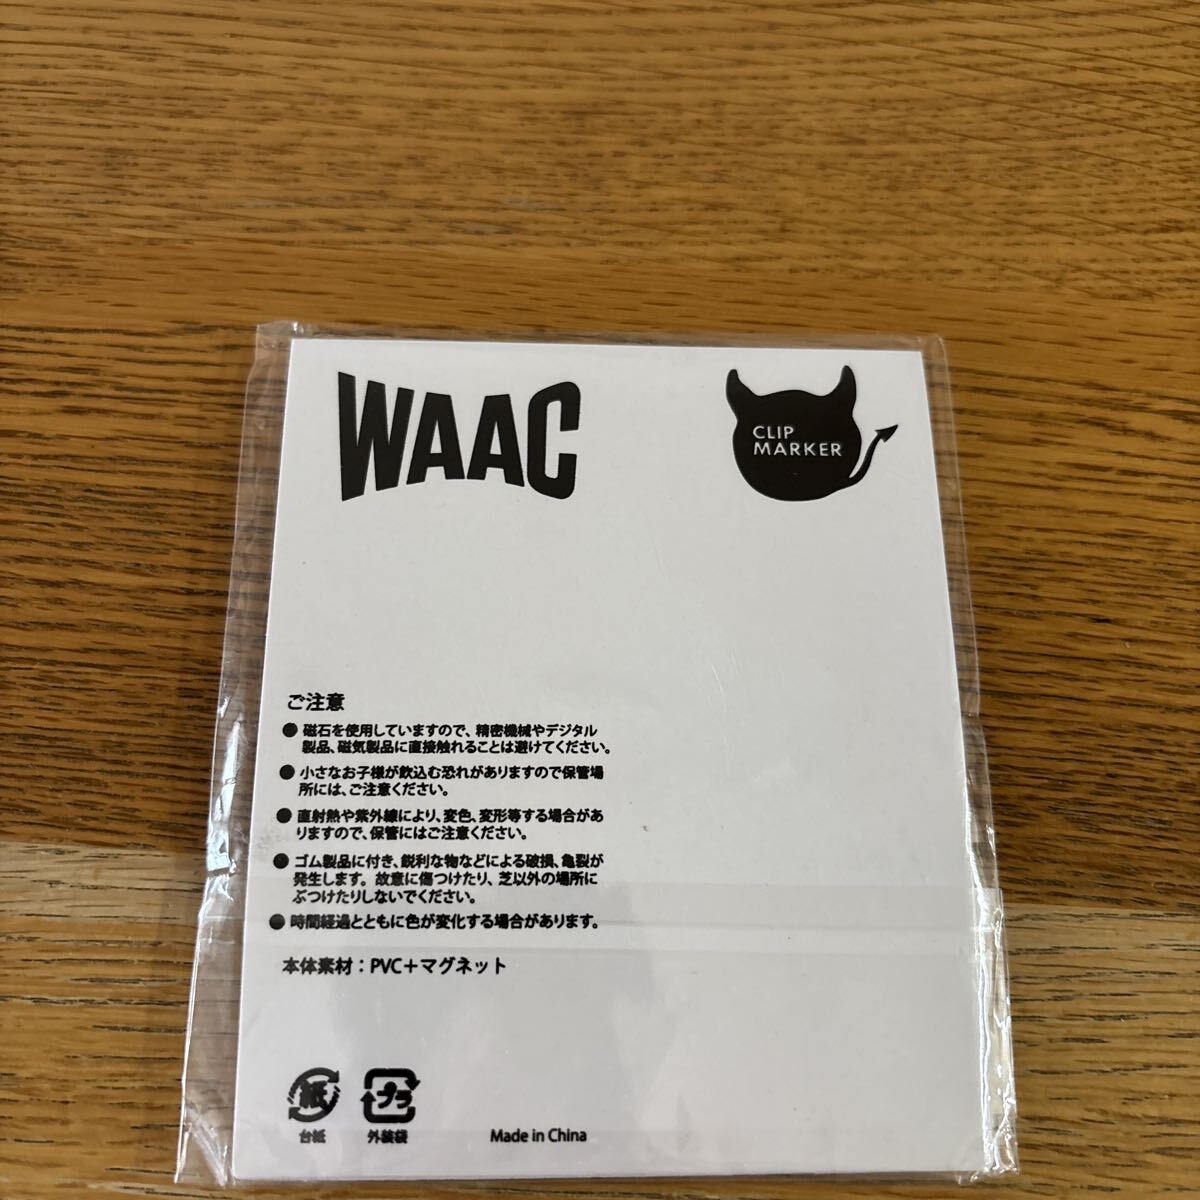 WAAC
CLIP
MARKER
ご注意
●磁石を使用していますので、精密機械やデジタル
製品、磁気製品に直接触れることは避けてください。
●小さなお子様が飲込む恐れがありますので保管場
所には、ご注意ください。
●直射熱や紫外線により、変色、変形等する場合があ
りますので、保管にはご注意ください。
●ゴム製品に付き、鋭利な物などによる破損、亀裂が
発生します。故意に傷つけたり、芝以外の場所に
ぶつけたりしないでください。
●時間経過とともに色が変化する場合があります。
本体素材：PVC＋マグネット
紙
プラ
台紙
外装袋
Made in China